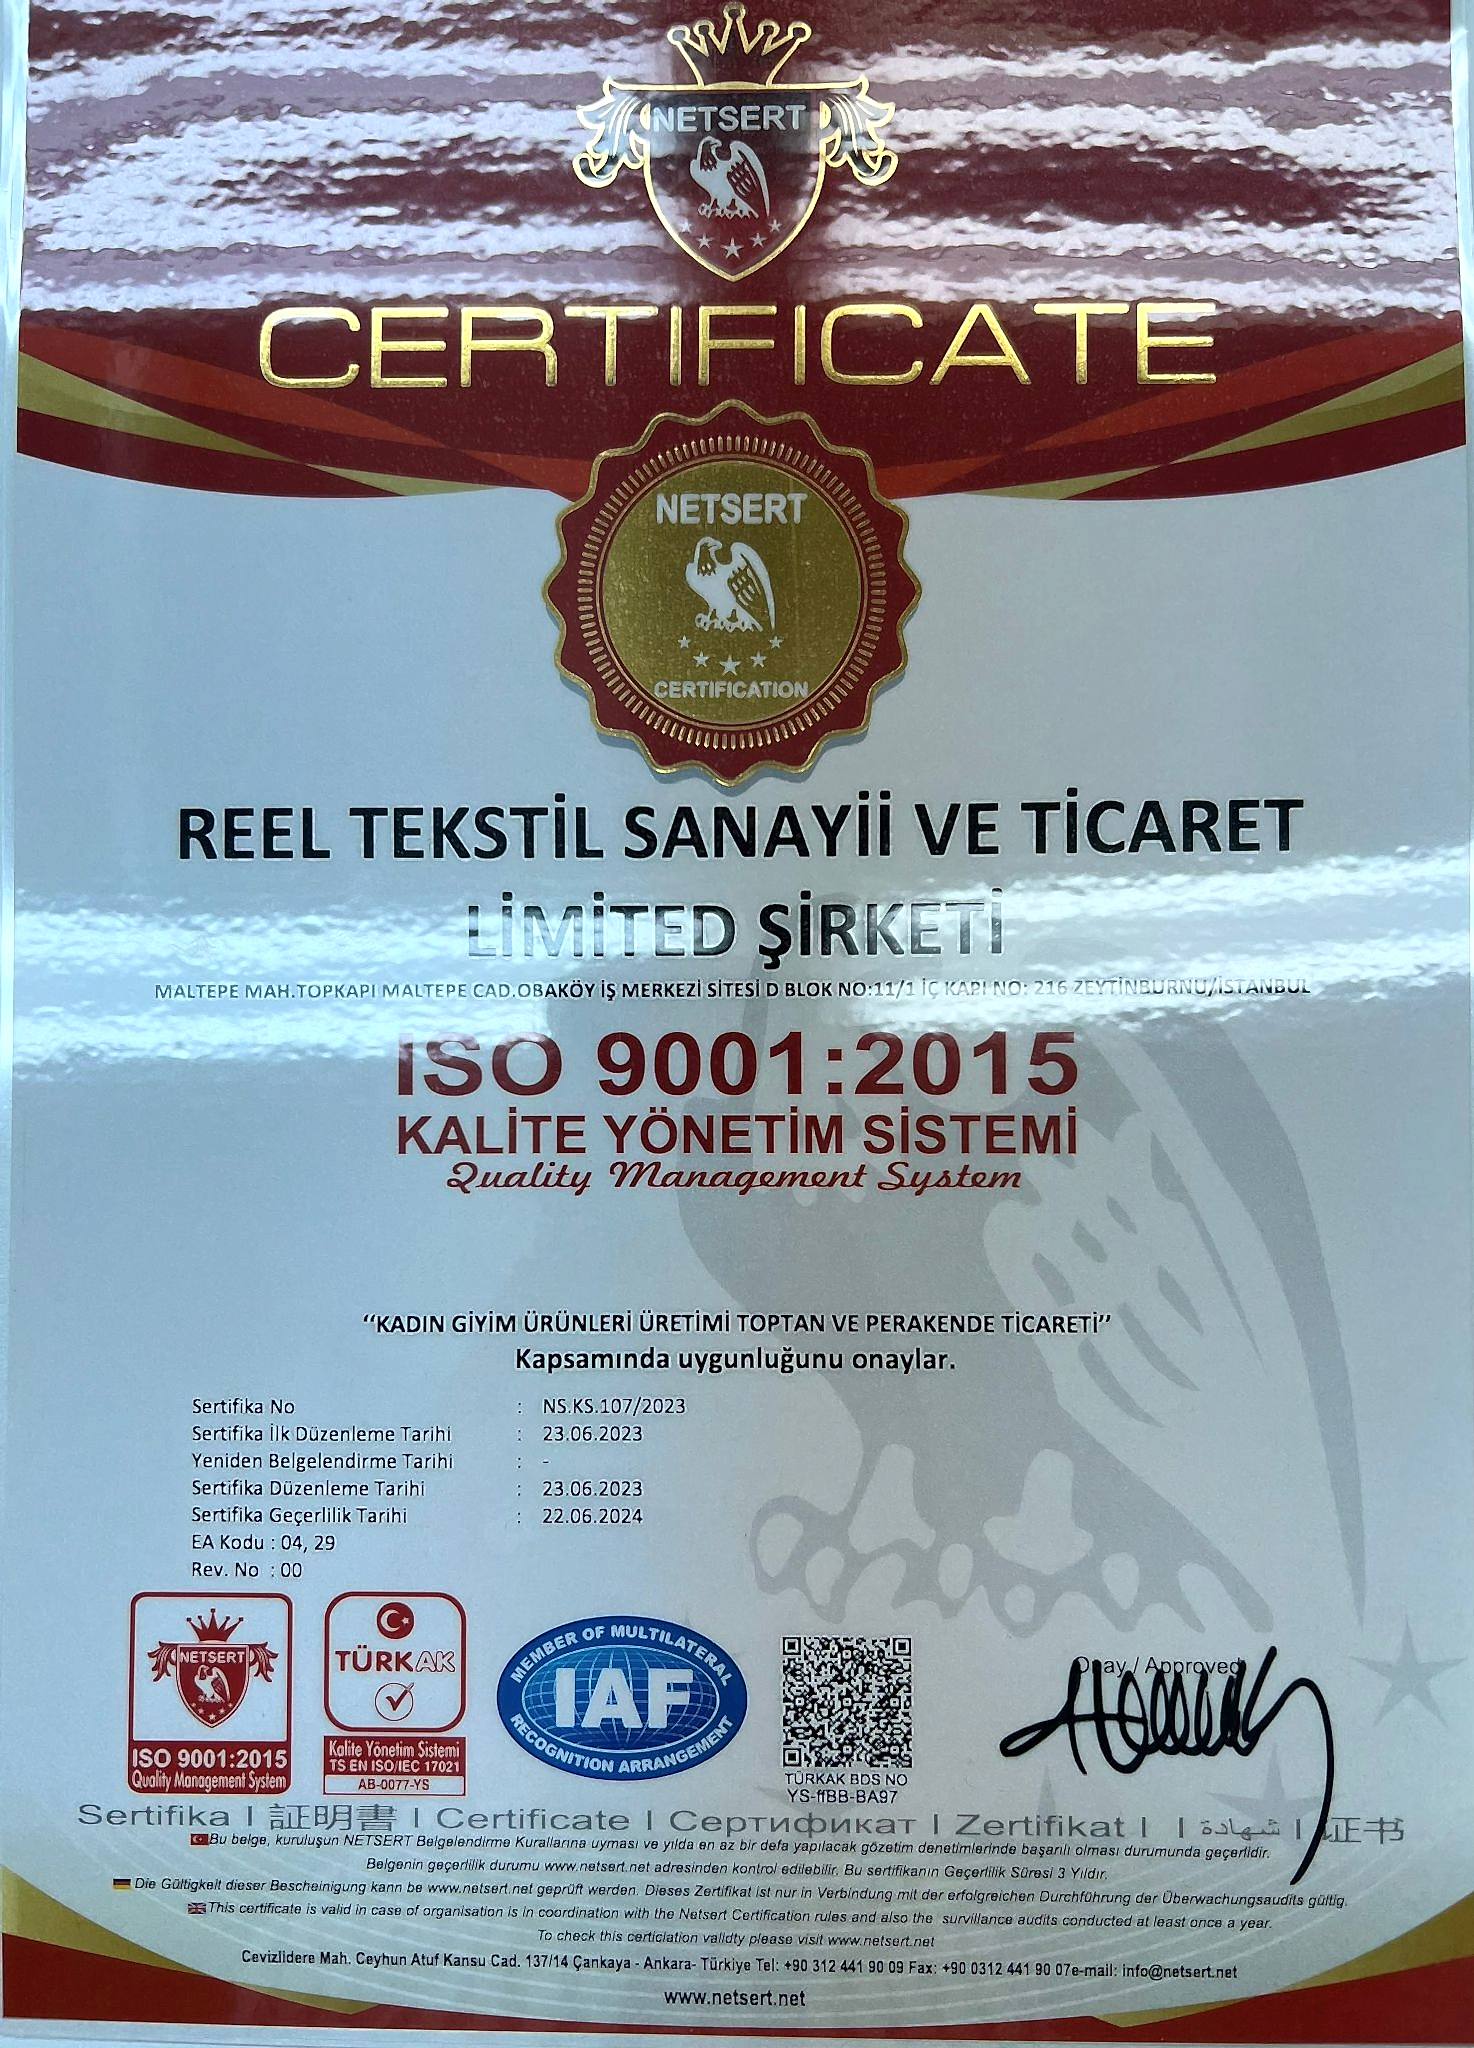 NETSERT
CERTIFICATE
NETSERT
CERTIFICATION
REEL TEKSTİL SANAYİİ VE TİCARET
LİMİTED ŞİRKETİ
MALTEPE MAH.TOPKAPI MALTEPE CAD.OBAKÖY İŞ MERKEZİ SİTESİ D BLOK NO:11/1 İÇ KAPI NO: 216 ZEYTİNBURNU/İSTANBUL
ISO 9001:2015
KALİTE YÖNETİM SİSTEMİ
Quality Management System
‘‘KADIN GİYİM ÜRÜNLERİ ÜRETİMİ TOPTAN VE PERAKENDE TİCARETİ’’
Kapsamında uygunluğunu onaylar.
Sertifika No : NS.KS.107/2023
Sertifika İlk Düzenleme Tarihi : 23.06.2023
Yeniden Belgelendirme Tarihi : -
Sertifika Düzenleme Tarihi : 23.06.2023
Sertifika Geçerlilik Tarihi : 22.06.2024
EA Kodu : 04, 29
Rev. No : 00
NETSERT
ISO 9001:2015
Quality Management System
TÜRKAK
Kalite Yönetim Sistemi
TS EN ISO/IEC 17021
AB-0077-YS
MEMBER OF MULTILATERAL
IAF
RECOGNITION ARRANGEMENT
TÜRKAK BDS NO
YS-ffBB-BA97
Onay / Approved
Sertifika | 証明書 | Certificate | Сертификат | Zertifikat | | شهادة | 证书
Bu belge, kuruluşun NETSERT Belgelendirme Kurallarına uyması ve yılda en az bir defa yapılacak gözetim denetimlerinde başarılı olması durumunda geçerlidir.
Belgenin geçerlilik durumu www.netsert.net adresinden kontrol edilebilir. Bu sertifikanın Geçerlilik Süresi 3 Yıldır.
Die Gültigkeit dieser Bescheinigung kann be www.netsert.net geprüft werden. Dieses Zertifikat ist nur in Verbindung mit der erfolgreichen Durchführung der Überwachungsaudits gültig.
This certificate is valid in case of organisation is in coordination with the Netsert Certification rules and also the survillance audits conducted at least once a year.
To check this certiciation validty please visit www.netsert.net
Cevizlidere Mah. Ceyhun Atuf Kansu Cad. 137/14 Çankaya - Ankara- Türkiye Tel: +90 312 441 90 09 Fax: +90 0312 441 90 07e-mail: info@netsert.net
www.netsert.net